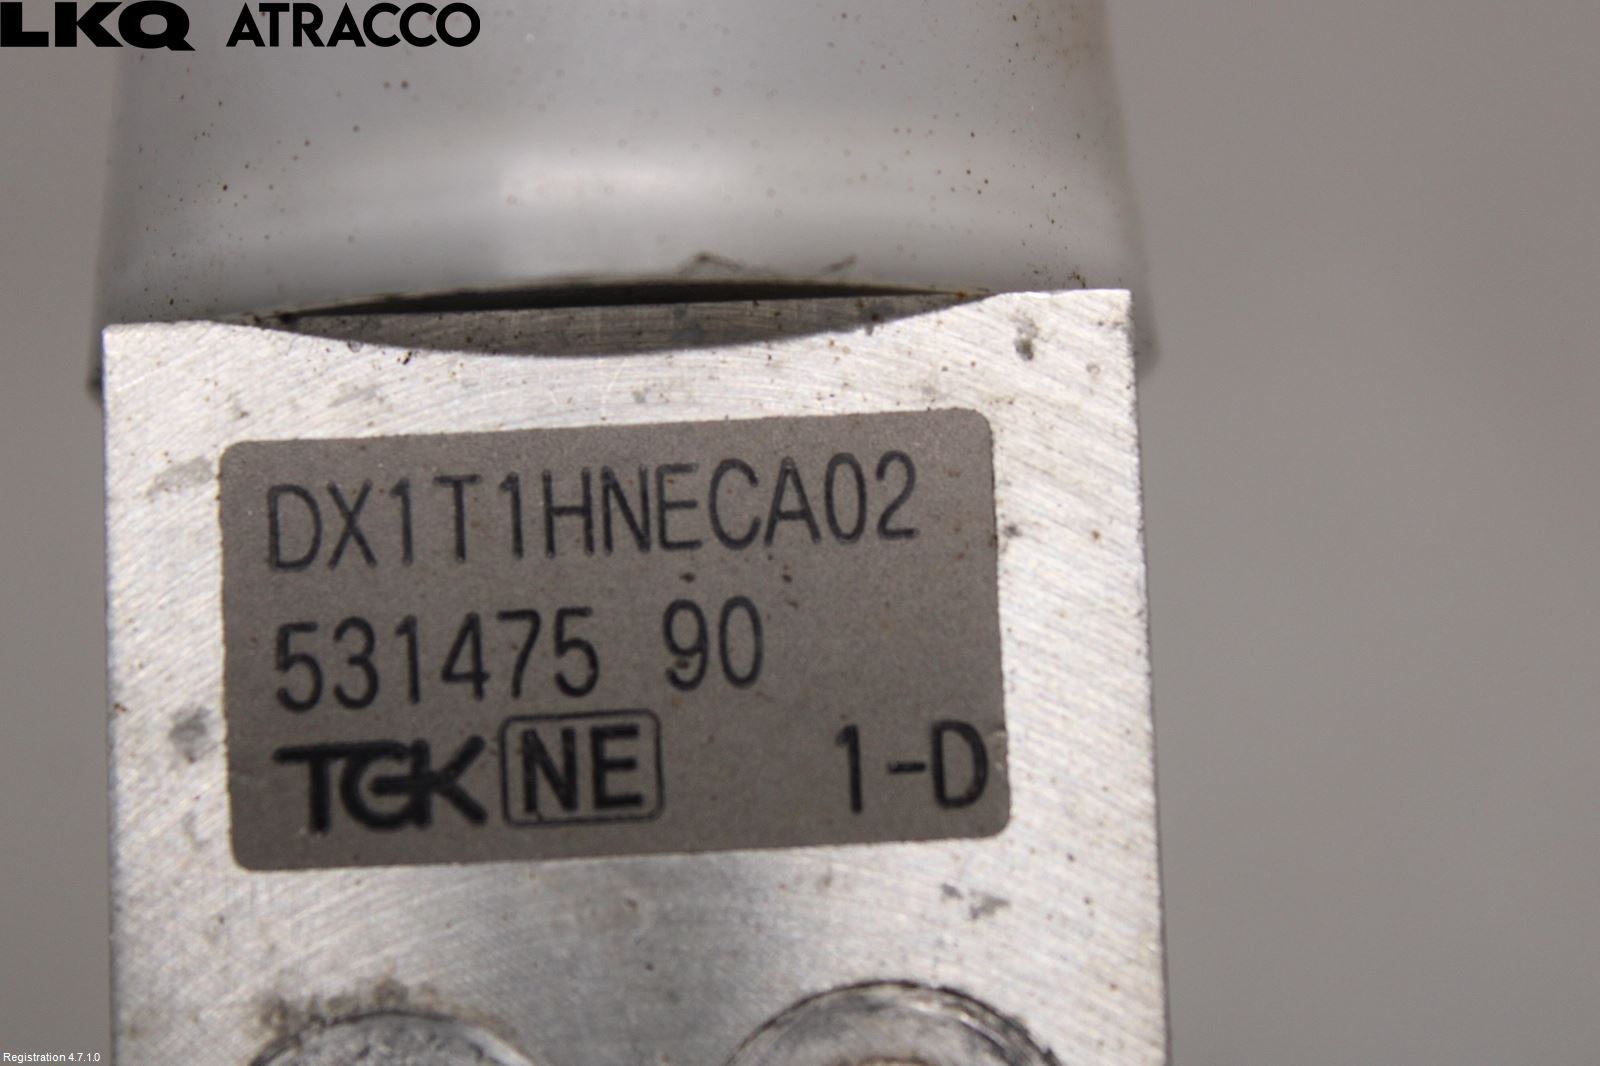 LKQ ATRACCO
DX1T1HNECA02
531475 90
TGK NE 1-D
Registration 4.7.1.0